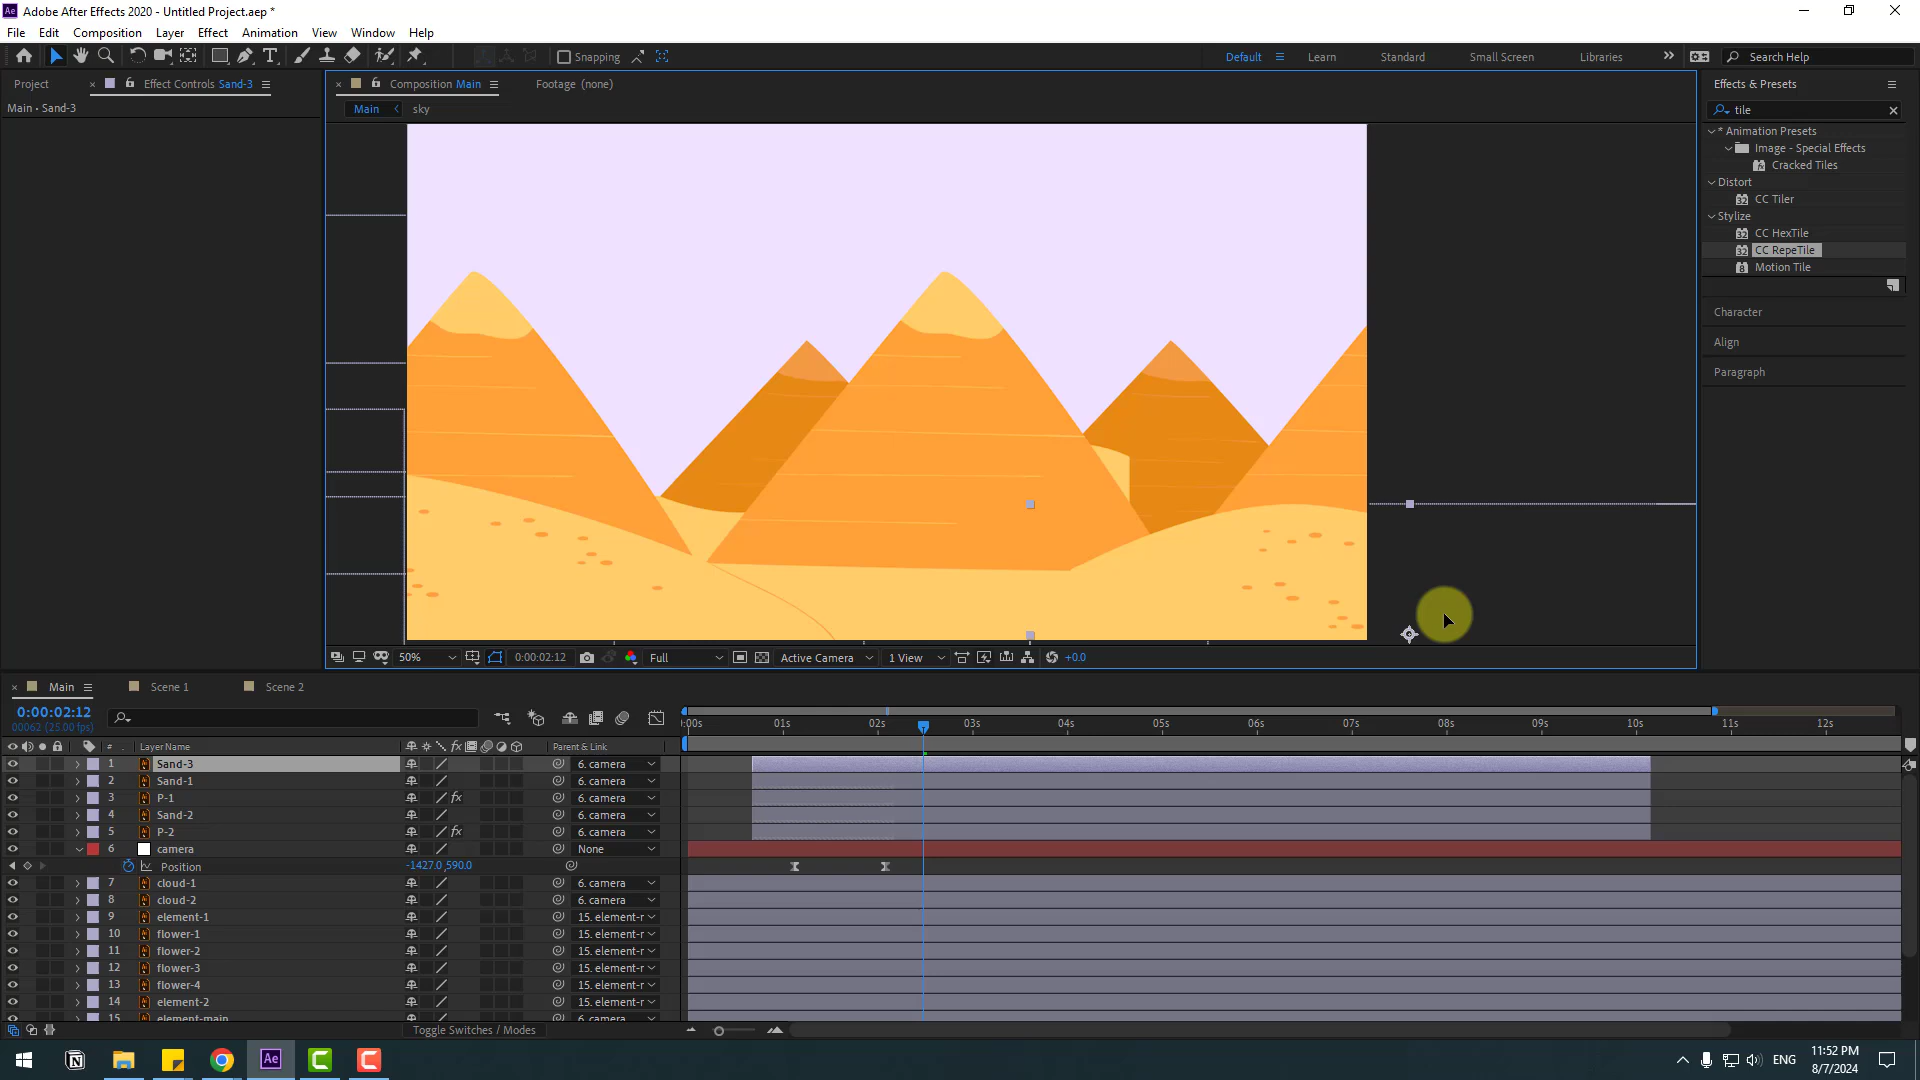 Adobe After Effects 2020 - Untitled Project.aep *
File Edit Composition Layer Effect Animation View Window Help
Snapping Default Learn Standard Small Screen Libraries Search Help
Project Effect Controls Sand-3 Composition Main Footage (none) Effects & Presets
Main • Sand-3 Main sky tile
* Animation Presets
Image - Special Effects
Cracked Tiles
Distort
CC Tiler
Stylize
CC HexTile
CC RepeTile
Motion Tile
Character
Align
Paragraph
50% 0:00:02:12 Full Active Camera 1 View +0.0
Main Scene 1 Scene 2
0:00:02:12
00062 (25.00 fps)
:00s 01s 02s 03s 04s 05s 06s 07s 08s 09s 10s 11s 12s
# Layer Name fx Parent & Link
1 Sand-3 6. camera
2 Sand-1 6. camera
3 P-1 fx 6. camera
4 Sand-2 6. camera
5 P-2 fx 6. camera
6 camera None
Position -1427.0,590.0
7 cloud-1 6. camera
8 cloud-2 6. camera
9 element-1 15. element-r
10 flower-1 15. element-r
11 flower-2 15. element-r
12 flower-3 15. element-r
13 flower-4 15. element-r
14 element-2 15. element-r
15 element-main 6. camera
Toggle Switches / Modes
Ae ENG 11:52 PM
8/7/2024